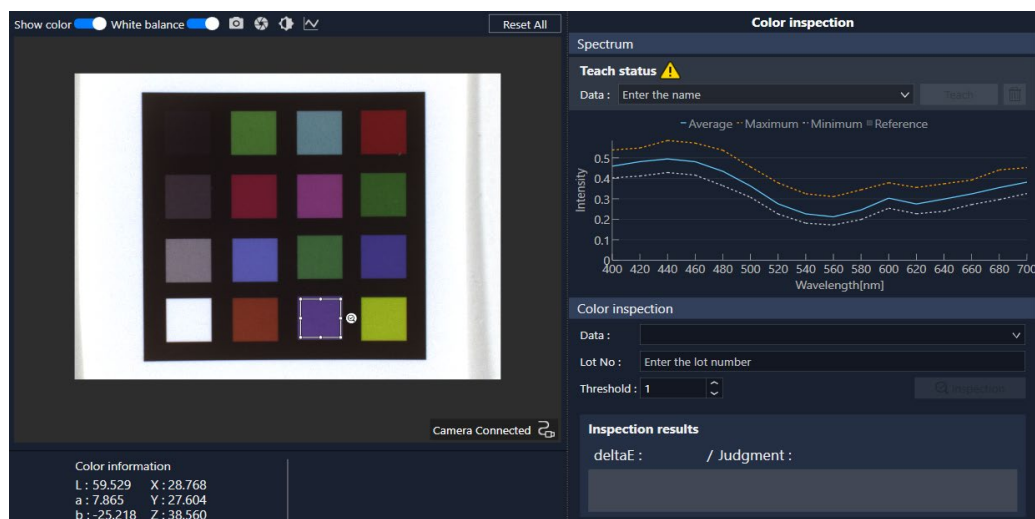 Show color White balance Reset All
Color inspection
Spectrum
Teach status
Data : Enter the name Teach
Average Maximum Minimum Reference
Intensity
0.5
0.4
0.3
0.2
0.1
0
400 420 440 460 480 500 520 540 560 580 600 620 640 660 680 700
Wavelength[nm]
Color inspection
Data :
Lot No : Enter the lot number
Threshold : 1 Inspection
Inspection results
deltaE : / Judgment :
Camera Connected
Color information
L : 59.529 X : 28.768
a : 7.865 Y : 27.604
b : -25.218 Z : 38.560